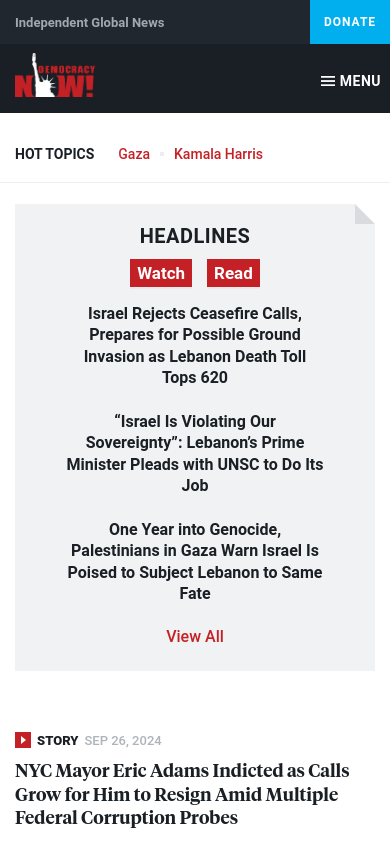 Independent Global News
DONATE
DEMOCRACY
NOW!
MENU
HOT TOPICS
Gaza
Kamala Harris
HEADLINES
Watch
Read
Israel Rejects Ceasefire Calls,
Prepares for Possible Ground
Invasion as Lebanon Death Toll
Tops 620
“Israel Is Violating Our
Sovereignty”: Lebanon’s Prime
Minister Pleads with UNSC to Do Its
Job
One Year into Genocide,
Palestinians in Gaza Warn Israel Is
Poised to Subject Lebanon to Same
Fate
View All
STORY SEP 26, 2024
NYC Mayor Eric Adams Indicted as Calls
Grow for Him to Resign Amid Multiple
Federal Corruption Probes